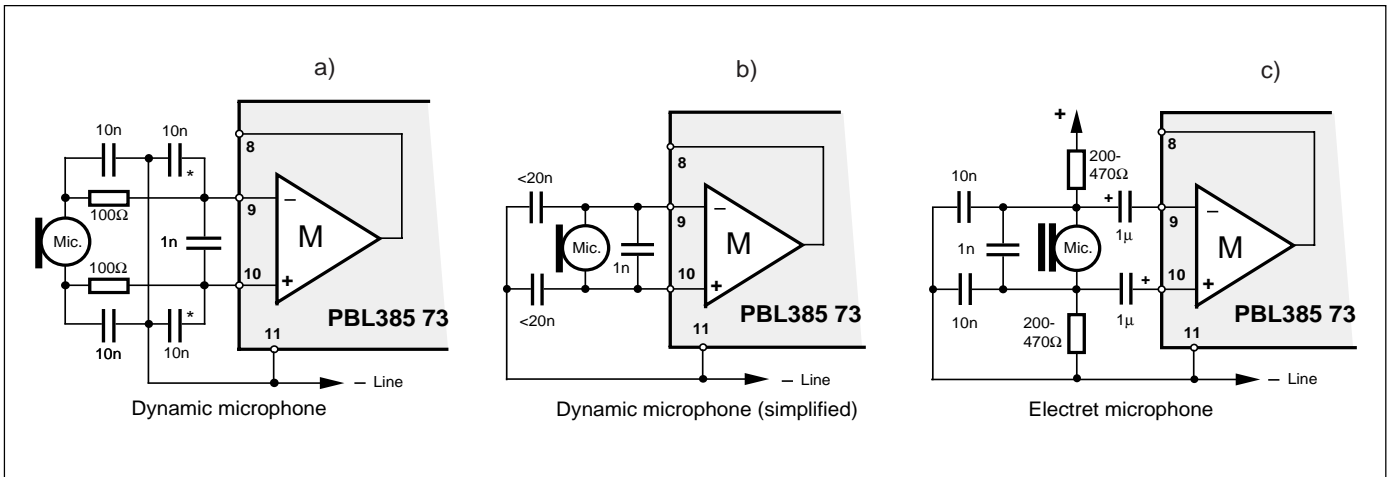 a)
10n
10n
*
8
100Ω
9
−
Mic.
1n
M
100Ω
10
+
*
PBL385 73
10n
10n
11
− Line
Dynamic microphone
b)
8
<20n
9
−
Mic.
1n
M
10
+
<20n
PBL385 73
11
− Line
Dynamic microphone (simplified)
c)
+
8
200-
470Ω
10n
+
9
−
1µ
1n
Mic.
M
10
+
+
10n
1µ
PBL385 73
200-
470Ω
11
− Line
Electret microphone